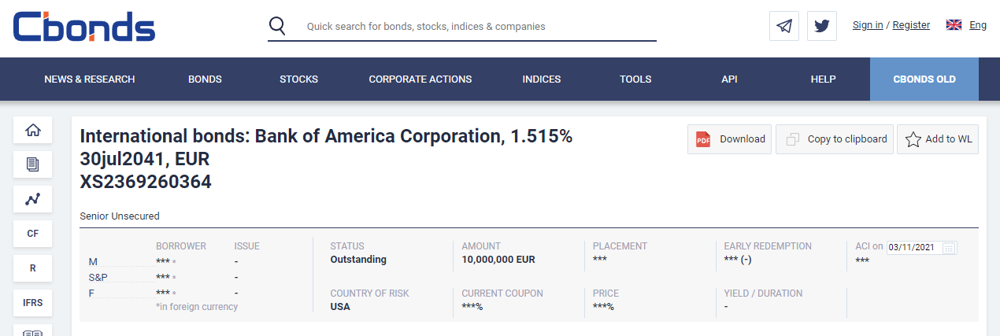 Cbonds
Quick search for bonds, stocks, indices & companies
Sign in / Register
Eng
NEWS & RESEARCH BONDS STOCKS CORPORATE ACTIONS INDICES TOOLS API HELP CBONDS OLD
International bonds: Bank of America Corporation, 1.515%
30jul2041, EUR
XS2369260364
PDF Download
Copy to clipboard
Add to WL
CF
R
IFRS
Senior Unsecured
BORROWER ISSUE
M *** * -
S&P *** * -
F *** * -
*in foreign currency
STATUS
Outstanding
AMOUNT
10,000,000 EUR
PLACEMENT
***
EARLY REDEMPTION
*** (-)
ACI on 03/11/2021
***
COUNTRY OF RISK
USA
CURRENT COUPON
***%
PRICE
***%
YIELD / DURATION
-